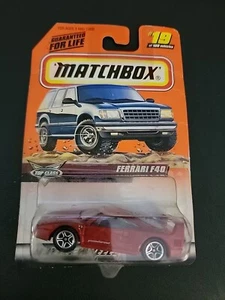 GUARANTEED
FOR LIFE
MATCHBOX
#19
of 100 vehicles
FERRARI F40
TOP CLASS